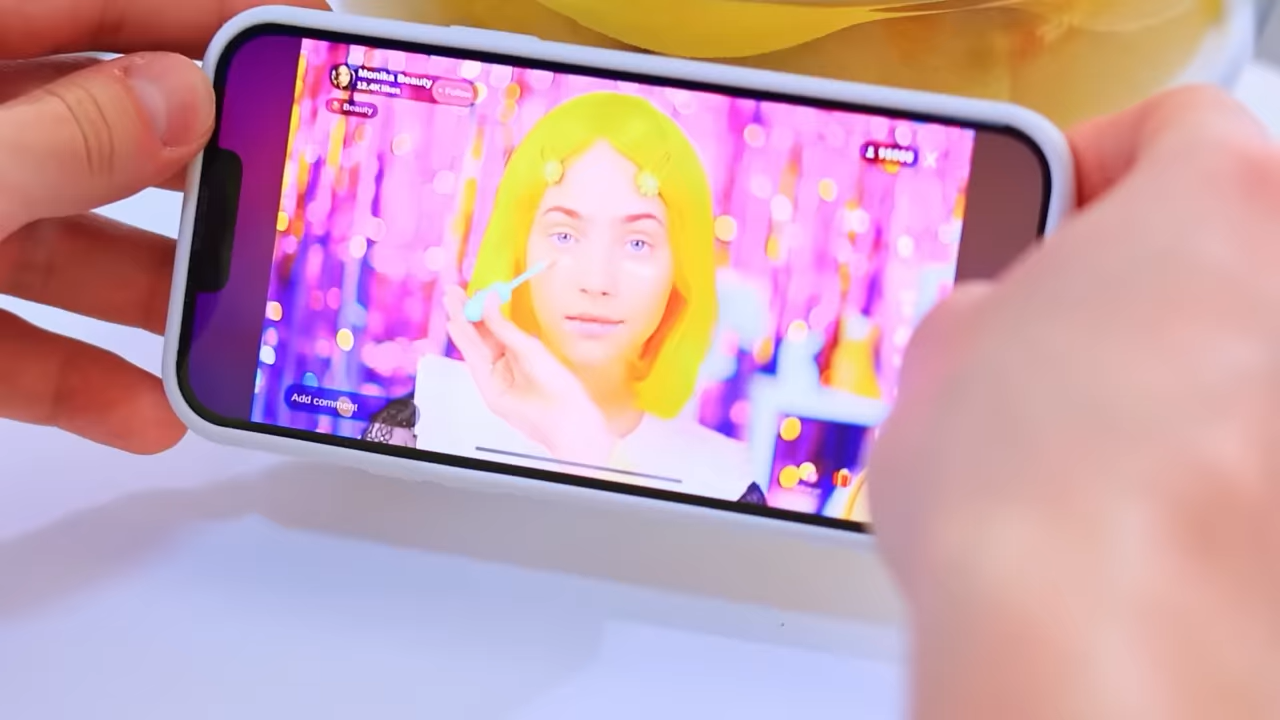 Monika Beauty
12.4K likes
+ Follow
Beauty
Add comment